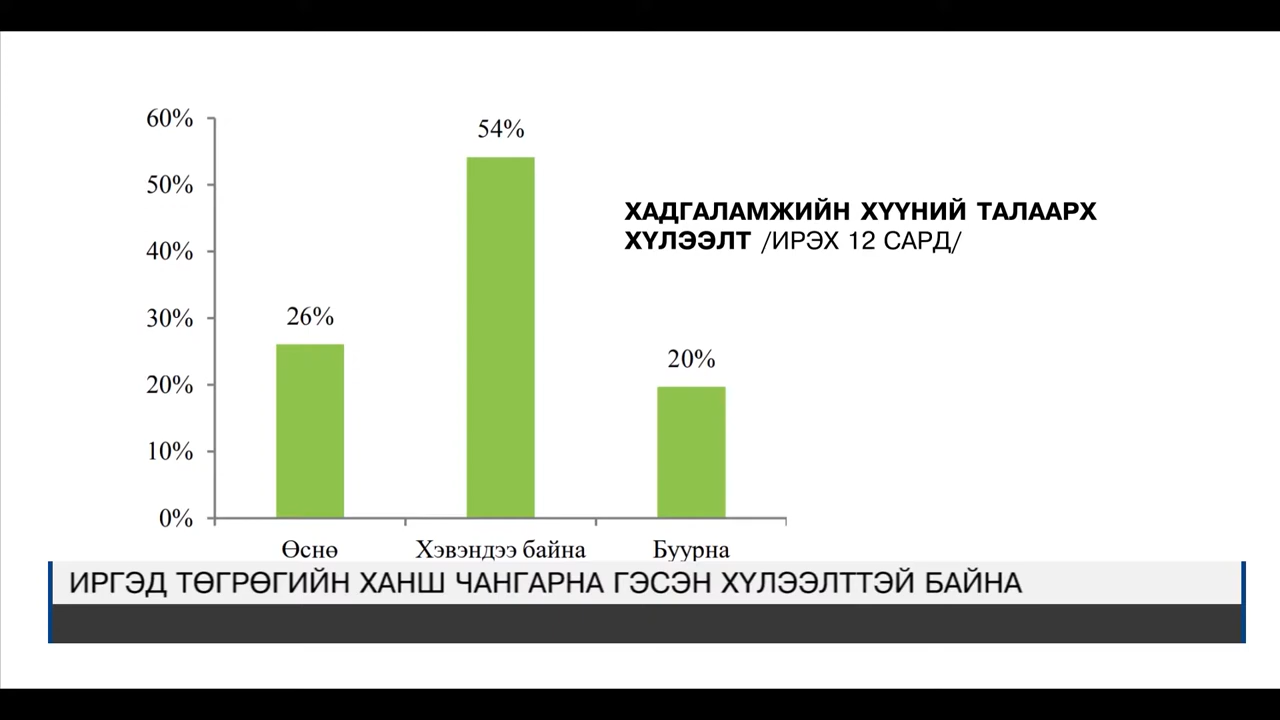 60%
54%
50%
ХАДГАЛАМЖИЙН ХҮҮНИЙ ТАЛААРХ
ХҮЛЭЭЛТ /ИРЭХ 12 САРД/
40%
30%
26%
20%
20%
10%
0%
Өснө Хэвэндээ байна Буурна
ИРГЭД ТӨГРӨГИЙН ХАНШ ЧАНГАРНА ГЭСЭН ХҮЛЭЭЛТТЭЙ БАЙНА